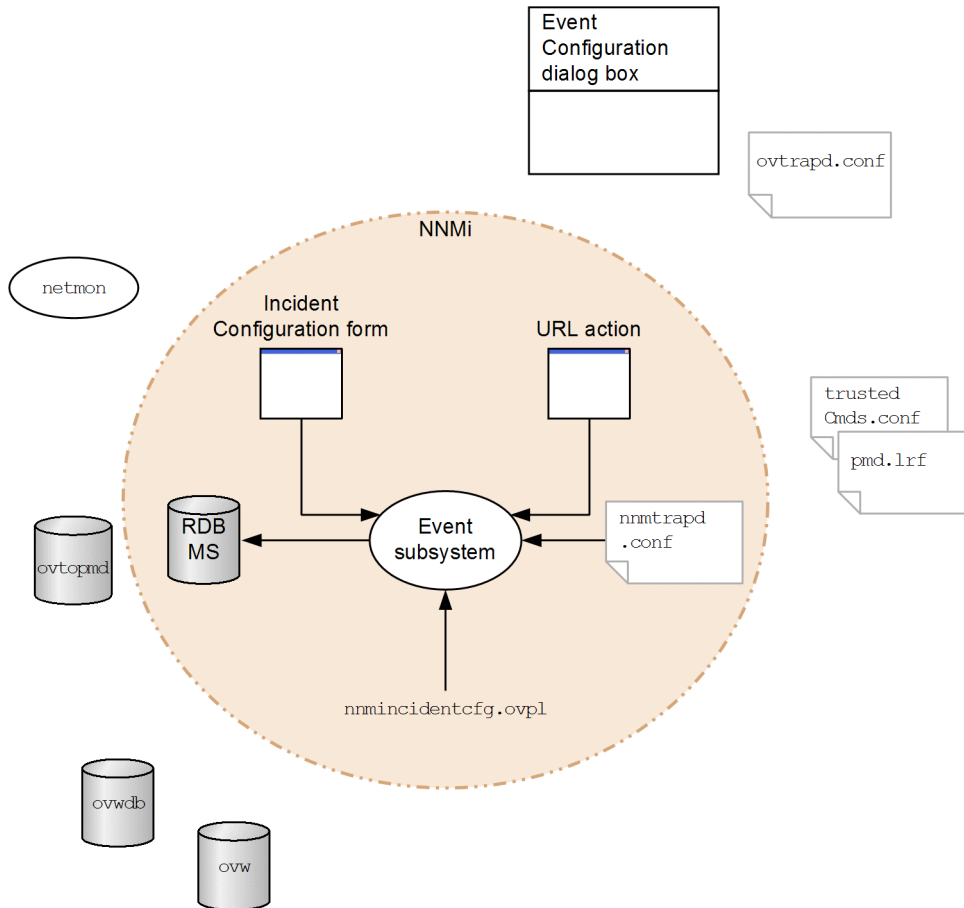 Event
Configuration
dialog box
ovtrapd.conf
NNMi
netmon
Incident
Configuration form
URL action
trusted
Cmds.conf
pmd.lrf
RDB
MS
Event
subsystem
nnmtrapd
.conf
ovtopmd
nnmincidentcfg.ovpl
ovwdb
ovw